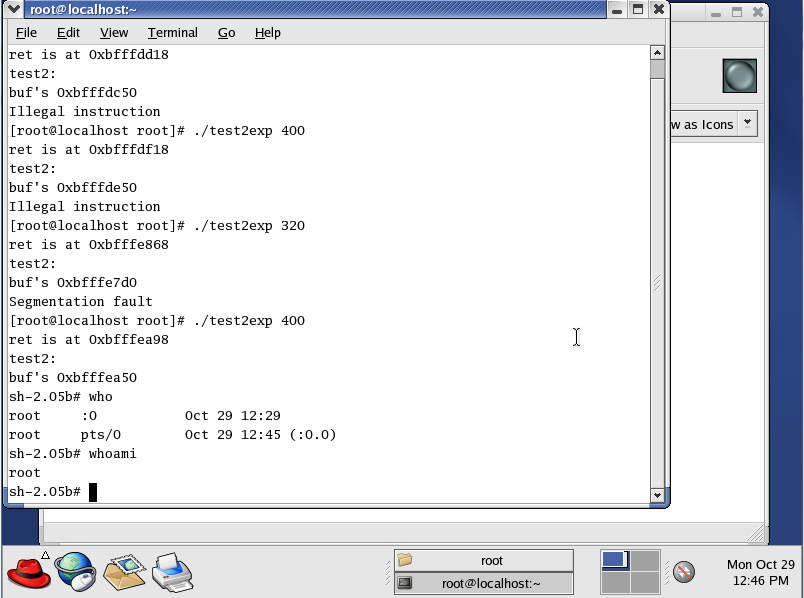 root@localhost:~
File Edit View Terminal Go Help
ret is at 0xbfffdd18
test2:
buf's 0xbfffdc50
Illegal instruction
[root@localhost root]# ./test2exp 400
ret is at 0xbfffdf18
test2:
buf's 0xbfffde50
Illegal instruction
[root@localhost root]# ./test2exp 320
ret is at 0xbfffe868
test2:
buf's 0xbfffe7d0
Segmentation fault
[root@localhost root]# ./test2exp 400
ret is at 0xbfffea98
test2:
buf's 0xbfffea50
sh-2.05b# who
root     :0           Oct 29 12:29
root     pts/0        Oct 29 12:45 (:0.0)
sh-2.05b# whoami
root
sh-2.05b#
w as Icons
root
root@localhost:~
Mon Oct 29
12:46 PM